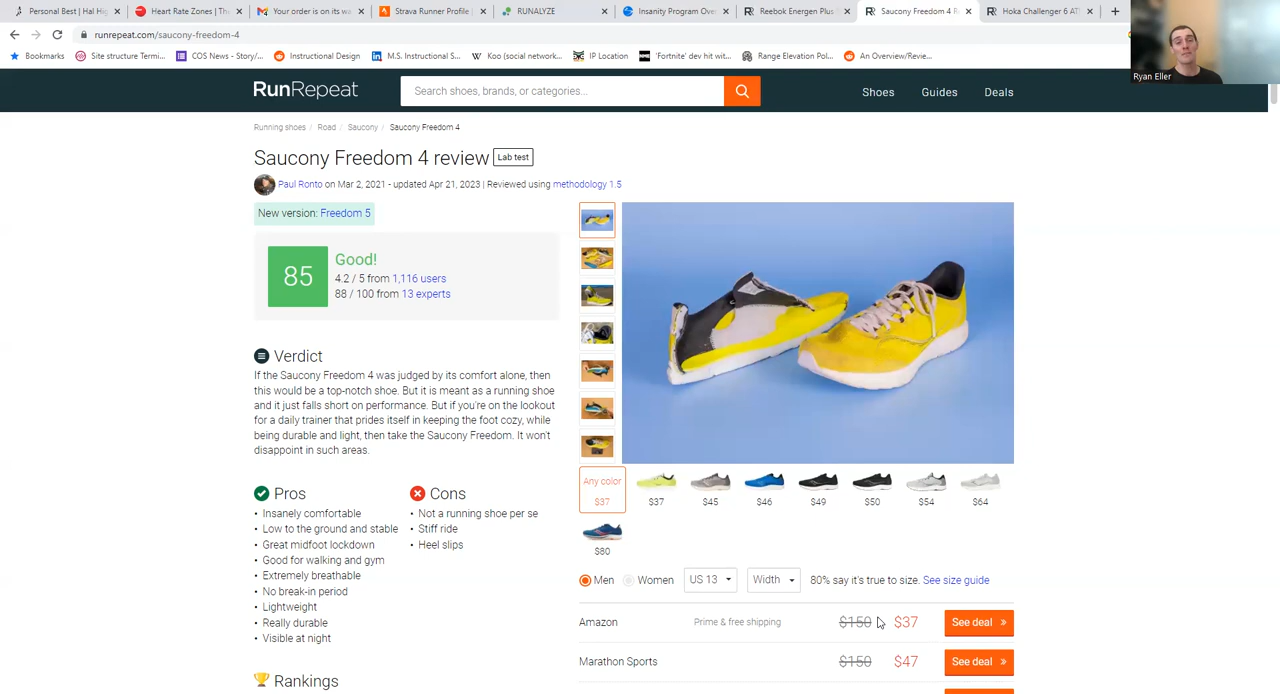 Personal Best | Hal Hig
Heart Rate Zones | Th
Your order is on its wa
Strava Runner Profile |
RUNALYZE
Insanity Program Ove
Reebok Energen Plus
Saucony Freedom 4 R
Hoka Challenger 6 AT
runrepeat.com/saucony-freedom-4
Bookmarks
Site structure Termi...
COS News - Story/...
Instructional Design
M.S. Instructional S...
Koo (social network...
IP Location
'Fortnite' dev hit wit...
Range Elevation Pol...
An Overview/Revie...
Ryan Eller
RunRepeat
Search shoes, brands, or categories...
Shoes
Guides
Deals
Running shoes / Road / Saucony / Saucony Freedom 4
Saucony Freedom 4 review Lab test
Paul Ronto on Mar 2, 2021 - updated Apr 21, 2023 | Reviewed using methodology 1.5
New version: Freedom 5
85
Good!
4.2 / 5 from 1,116 users
88 / 100 from 13 experts
Verdict
If the Saucony Freedom 4 was judged by its comfort alone, then
this would be a top-notch shoe. But it is meant as a running shoe
and it just falls short on performance. But if you're on the lookout
for a daily trainer that prides itself in keeping the foot cozy, while
being durable and light, then take the Saucony Freedom. It won't
disappoint in such areas.
Pros
• Insanely comfortable
• Low to the ground and stable
• Great midfoot lockdown
• Good for walking and gym
• Extremely breathable
• No break-in period
• Lightweight
• Really durable
• Visible at night
Cons
• Not a running shoe per se
• Stiff ride
• Heel slips
Rankings
Any color
$37
$37
$45
$46
$49
$50
$54
$64
$80
Men Women US 13 Width 80% say it's true to size. See size guide
Amazon Prime & free shipping $150 $37 See deal »
Marathon Sports $150 $47 See deal »